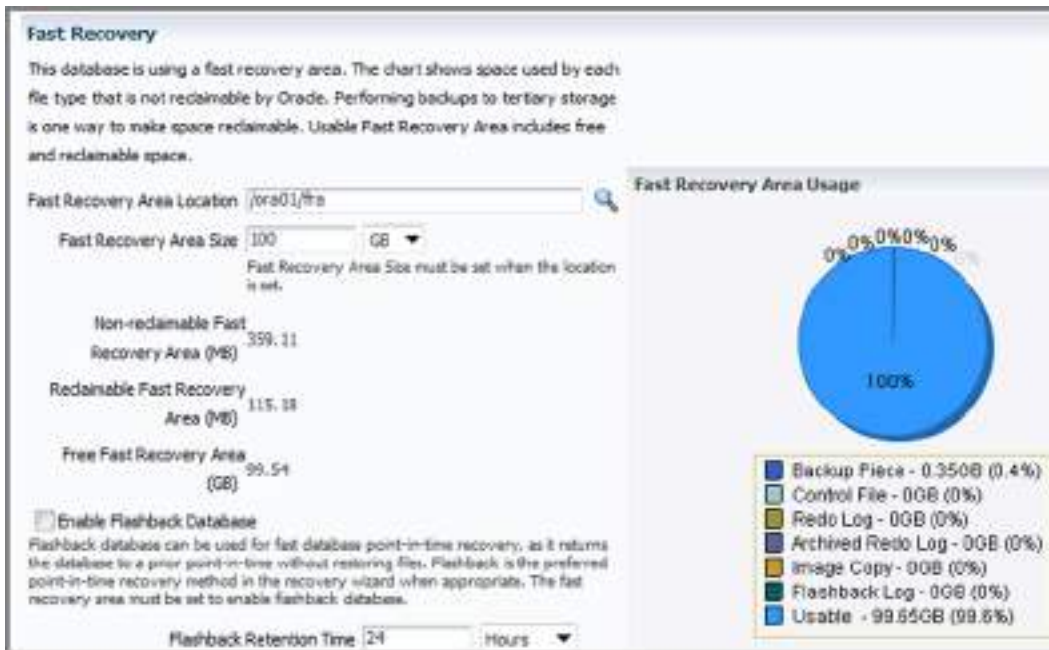 Fast Recovery
This database is using a fast recovery area. The chart shows space used by each
file type that is not reclaimable by Oracle. Performing backups to tertiary storage
is one way to make space reclaimable. Usable Fast Recovery Area includes free
and reclaimable space.
Fast Recovery Area Location /ora01/fra
Fast Recovery Area Size 100 GB
Fast Recovery Area Size must be set when the location
is set.
Non-reclamable Fast
Recovery Area (MB) 359.11
Reclaimable Fast Recovery
Area (MB) 115.18
Free Fast Recovery Area
(GB) 99.54
Enable Flashback Database
Flashback database can be used for fast database point-in-time recovery, as it returns
the database to a prior point-in-time without restoring files. Flashback is the preferred
point-in-time recovery method in the recovery wizard when appropriate. The fast
recovery area must be set to enable flashback database.
Flashback Retention Time 24 Hours
Fast Recovery Area Usage
0% 0% 0% 0% 0% 0%
100%
Backup Piece - 0.35GB (0.4%)
Control File - 0GB (0%)
Redo Log - 0GB (0%)
Archived Redo Log - 0GB (0%)
Image Copy - 0GB (0%)
Flashback Log - 0GB (0%)
Usable - 99.65GB (99.6%)